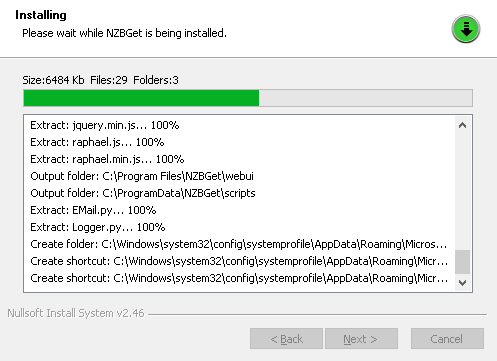 Installing
Please wait while NZBGet is being installed.
Size:6484 Kb Files:29 Folders:3
Extract: jquery.min.js... 100%
Extract: raphael.js... 100%
Extract: raphael.min.js... 100%
Output folder: C:\Program Files\NZBGet\webui
Output folder: C:\ProgramData\NZBGet\scripts
Extract: EMail.py... 100%
Extract: Logger.py... 100%
Create folder: C:\Windows\system32\config\systemprofile\AppData\Roaming\Micros...
Create shortcut: C:\Windows\system32\config\systemprofile\AppData\Roaming\Micr...
Create shortcut: C:\Windows\system32\config\systemprofile\AppData\Roaming\Micr...
Nullsoft Install System v2.46
< Back
Next >
Cancel